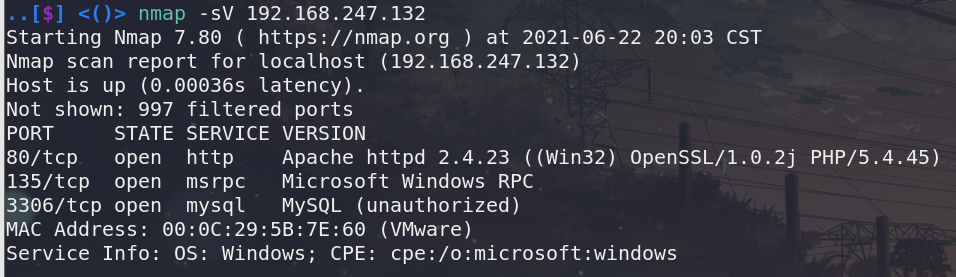 ..[$] <()> nmap -sV 192.168.247.132
Starting Nmap 7.80 ( https://nmap.org ) at 2021-06-22 20:03 CST
Nmap scan report for localhost (192.168.247.132)
Host is up (0.00036s latency).
Not shown: 997 filtered ports
PORT     STATE SERVICE VERSION
80/tcp   open  http    Apache httpd 2.4.23 ((Win32) OpenSSL/1.0.2j PHP/5.4.45)
135/tcp  open  msrpc   Microsoft Windows RPC
3306/tcp open  mysql   MySQL (unauthorized)
MAC Address: 00:0C:29:5B:7E:60 (VMware)
Service Info: OS: Windows; CPE: cpe:/o:microsoft:windows